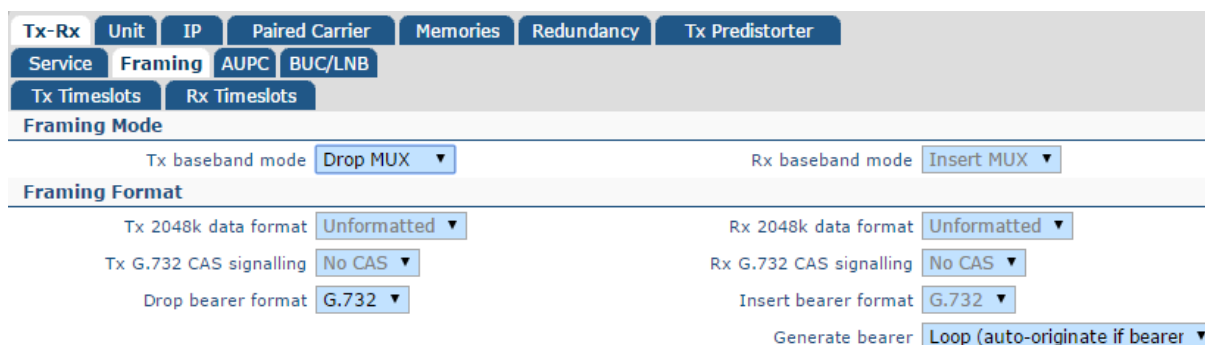 Tx-Rx Unit IP Paired Carrier Memories Redundancy Tx Predistorter
Service Framing AUPC BUC/LNB
Tx Timeslots Rx Timeslots
Framing Mode
Tx baseband mode Drop MUX Rx baseband mode Insert MUX
Framing Format
Tx 2048k data format Unformatted Rx 2048k data format Unformatted
Tx G.732 CAS signalling No CAS Rx G.732 CAS signalling No CAS
Drop bearer format G.732 Insert bearer format G.732
Generate bearer Loop (auto-originate if bearer